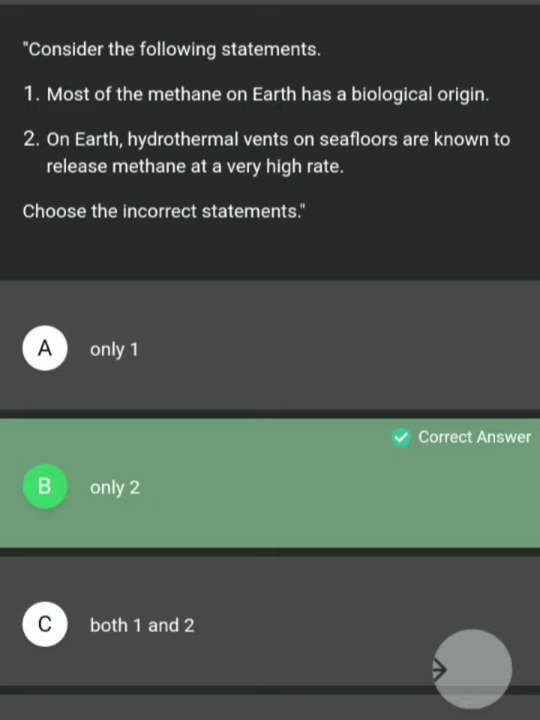 "Consider the following statements.
1. Most of the methane on Earth has a biological origin.
2. On Earth, hydrothermal vents on seafloors are known to
release methane at a very high rate.
Choose the incorrect statements."
A only 1
Correct Answer
B only 2
C both 1 and 2